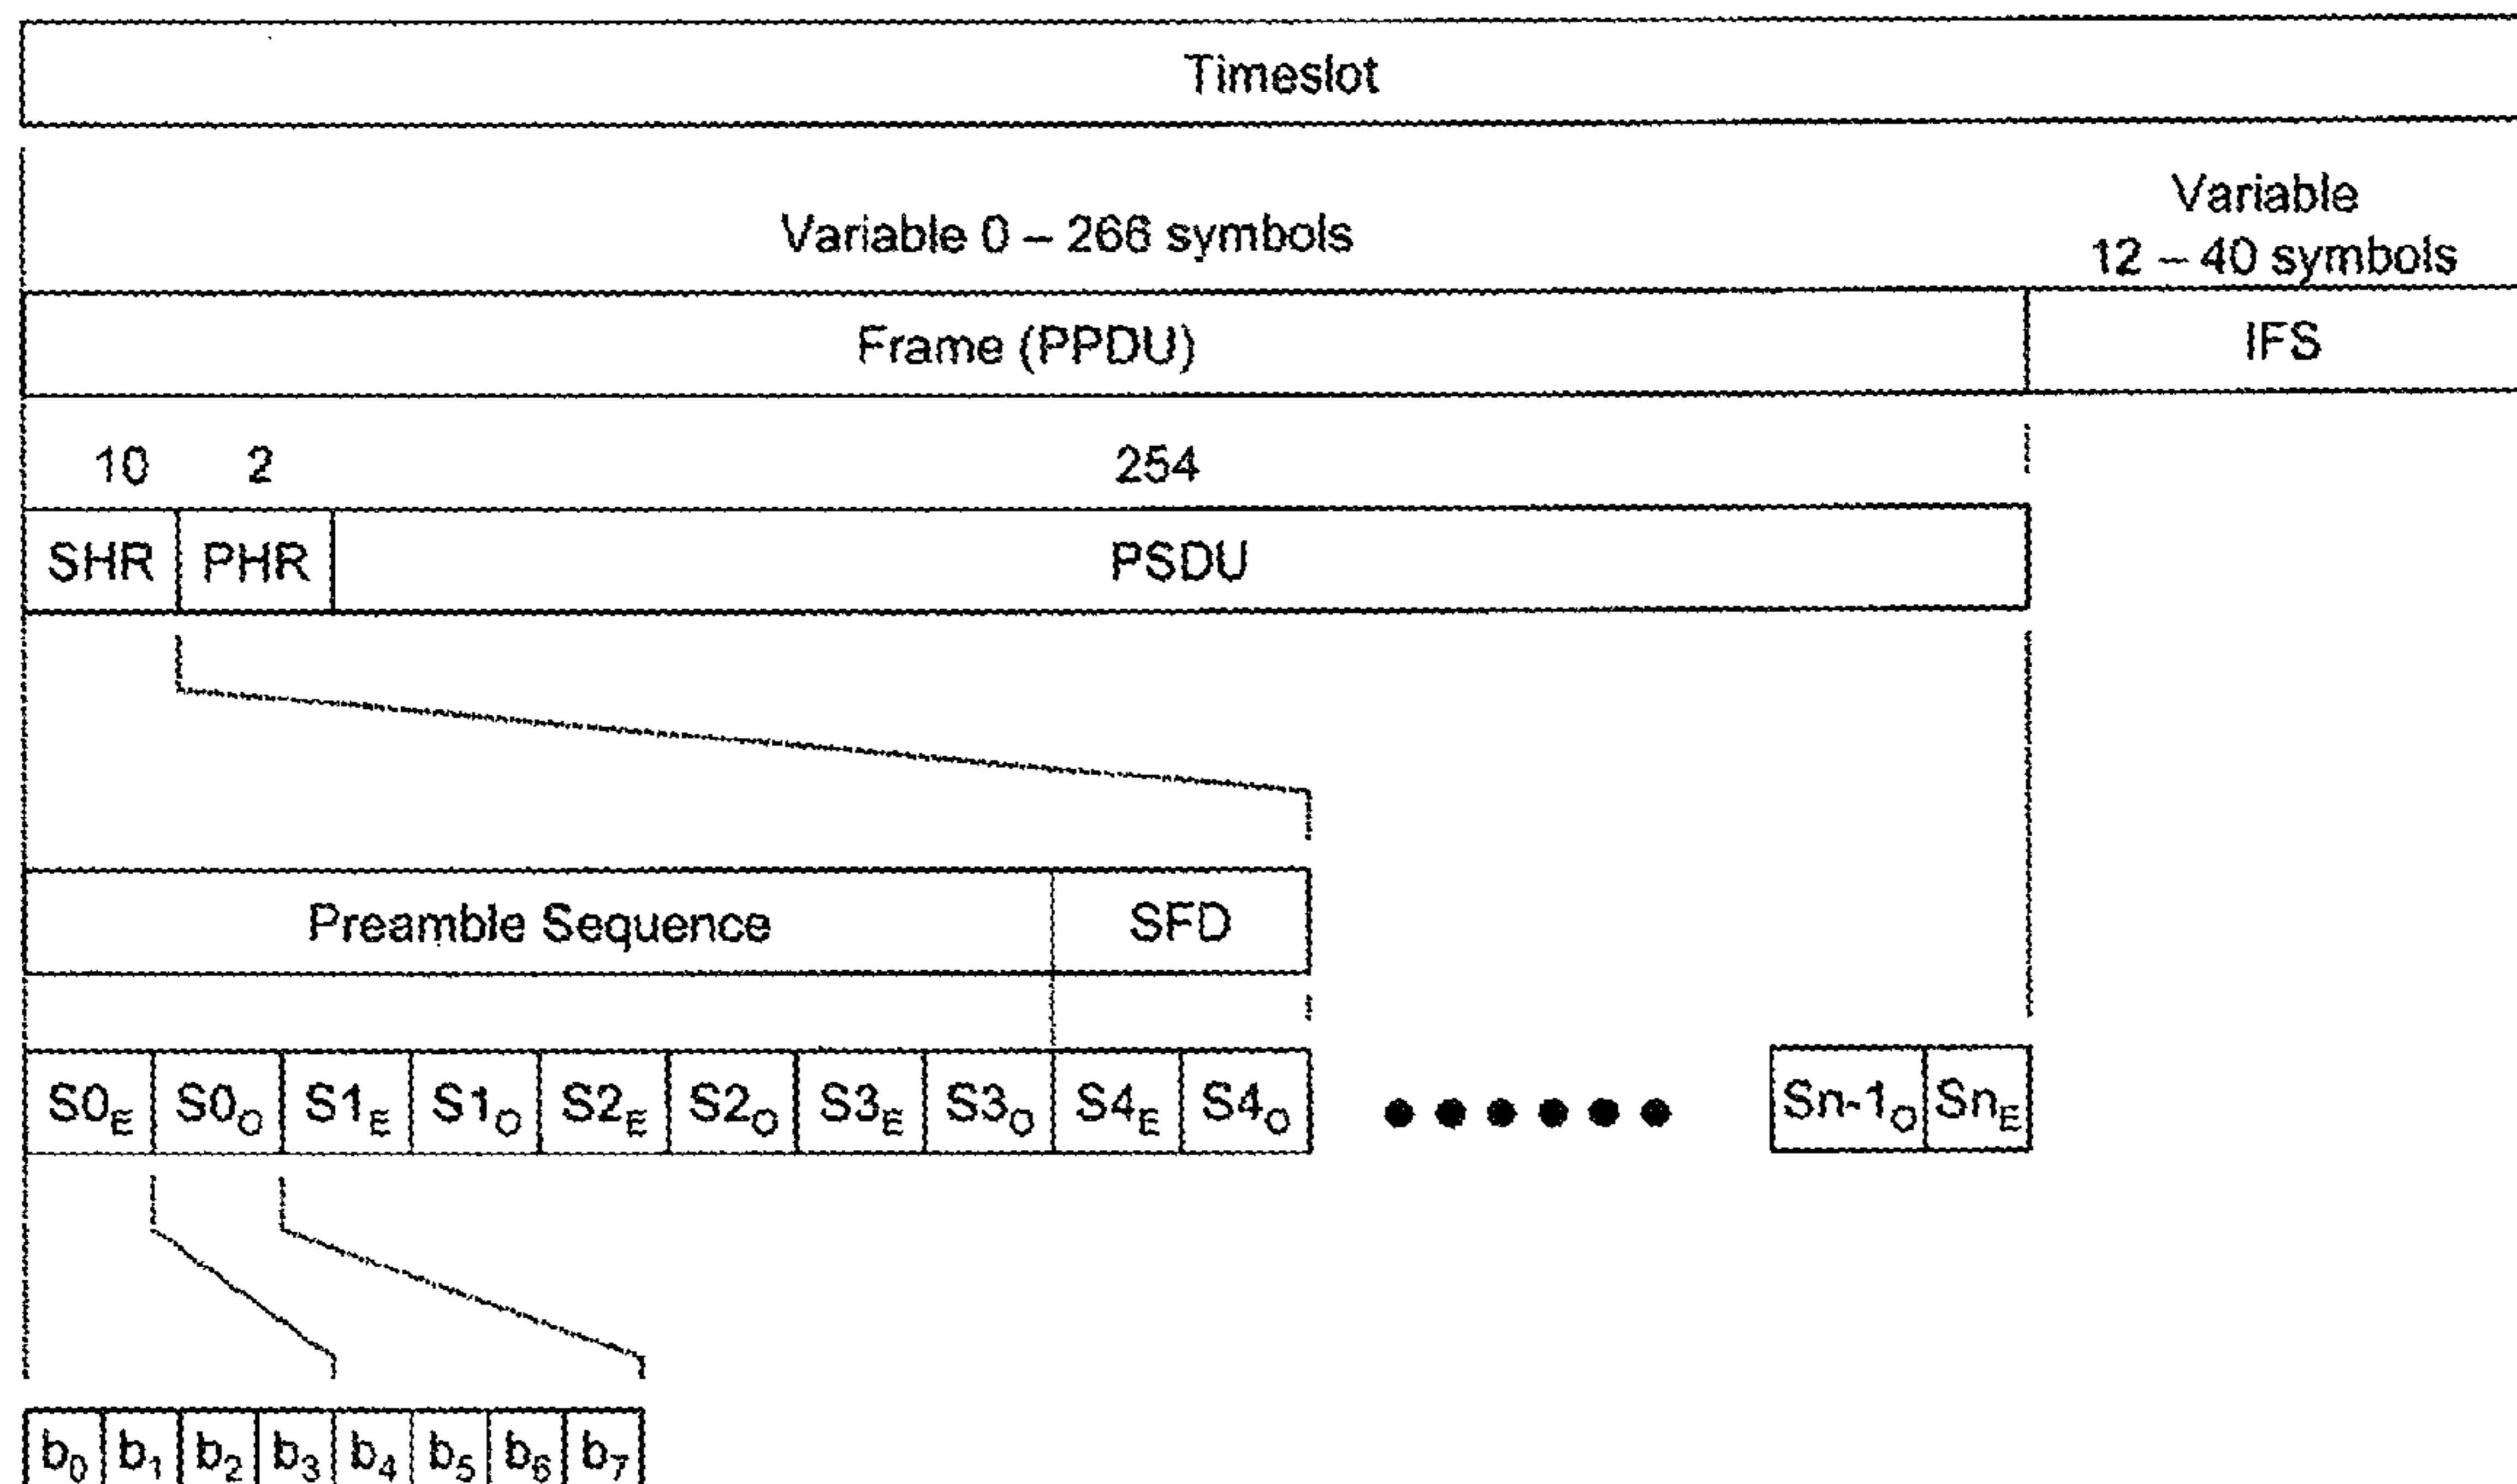 Timeslot
Variable 0 – 266 symbols
Variable
12 – 40 symbols
Frame (PPDU)
IFS
10 2 254
SHR PHR PSDU
Preamble Sequence SFD
S0E S0O S1E S1O S2E S2O S3E S3O S4E S4O Sn-1O SnE
b0 b1 b2 b3 b4 b5 b6 b7